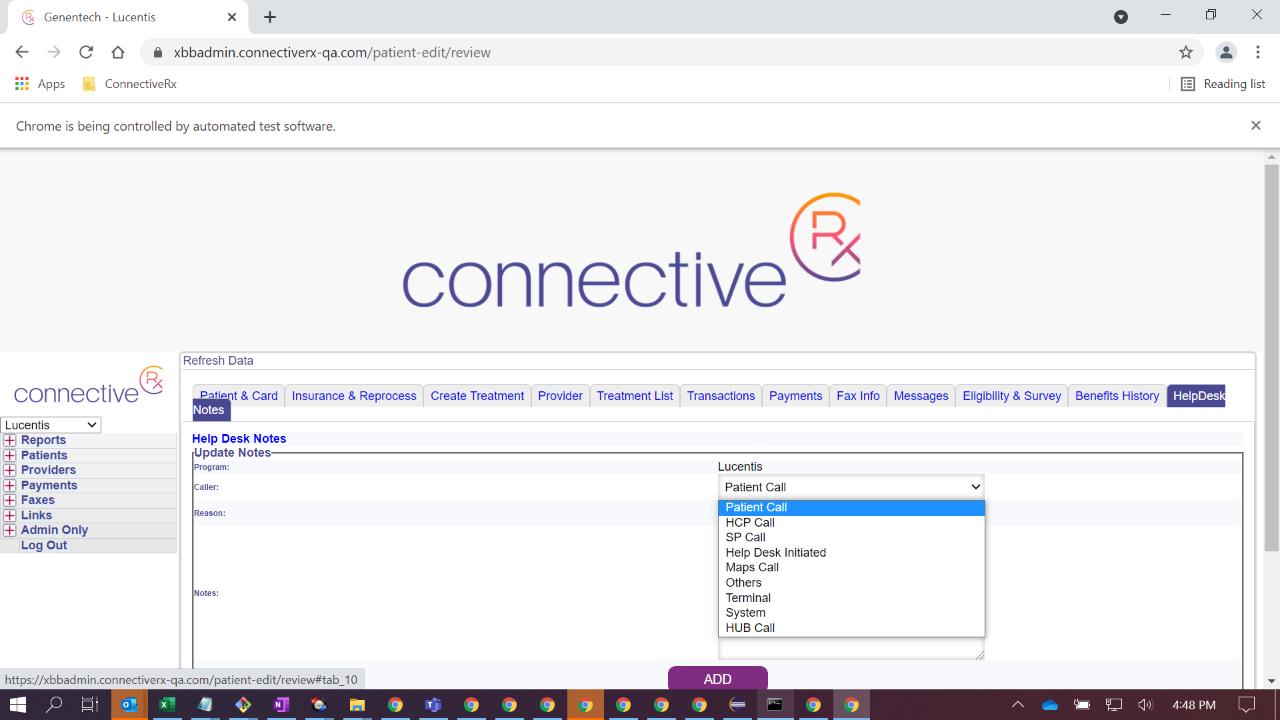 Genentech - Lucentis
xbbadmin.connectiverx-qa.com/patient-edit/review
Apps ConnectiveRx Reading list
Chrome is being controlled by automated test software.
connective Rx
connective Rx
Refresh Data
Patient & Card Insurance & Reprocess Create Treatment Provider Treatment List Transactions Payments Fax Info Messages Eligibility & Survey Benefits History HelpDesk
Notes
Lucentis
Reports
Patients
Providers
Payments
Faxes
Links
Admin Only
Log Out
Help Desk Notes
Update Notes
Program: Lucentis
Caller: Patient Call
Reason:
Patient Call
HCP Call
SP Call
Help Desk Initiated
Maps Call
Others
Terminal
System
HUB Call
Notes:
ADD
https://xbbadmin.connectiverx-qa.com/patient-edit/review#tab_10
4:48 PM